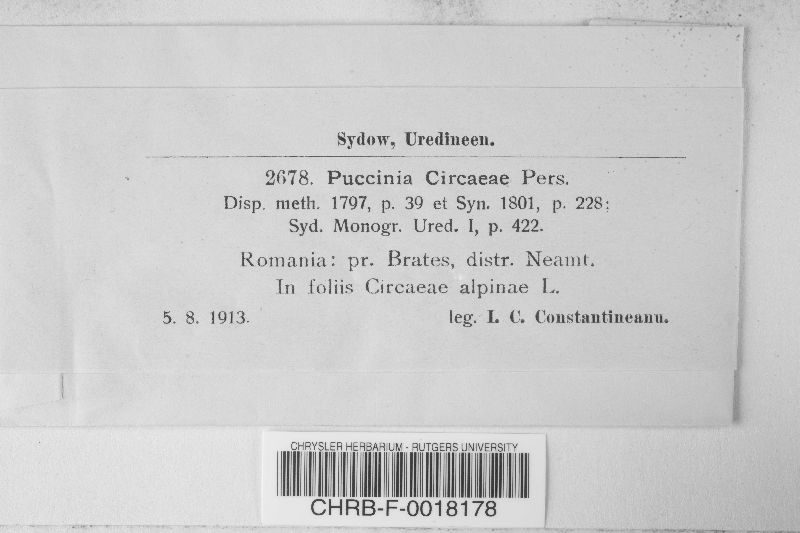 Sydow, Uredineen.
2678. Puccinia Circaeae Pers.
Disp. meth. 1797, p. 39 et Syn. 1801, p. 228;
Syd. Monogr. Ured. I, p. 422.
Romania: pr. Brates, distr. Neamt.
In foliis Circaeae alpinae L.
5. 8. 1913. leg. I. C. Constantineanu.
CHRYSLER HERBARIUM - RUTGERS UNIVERSITY
CHRB-F-0018178